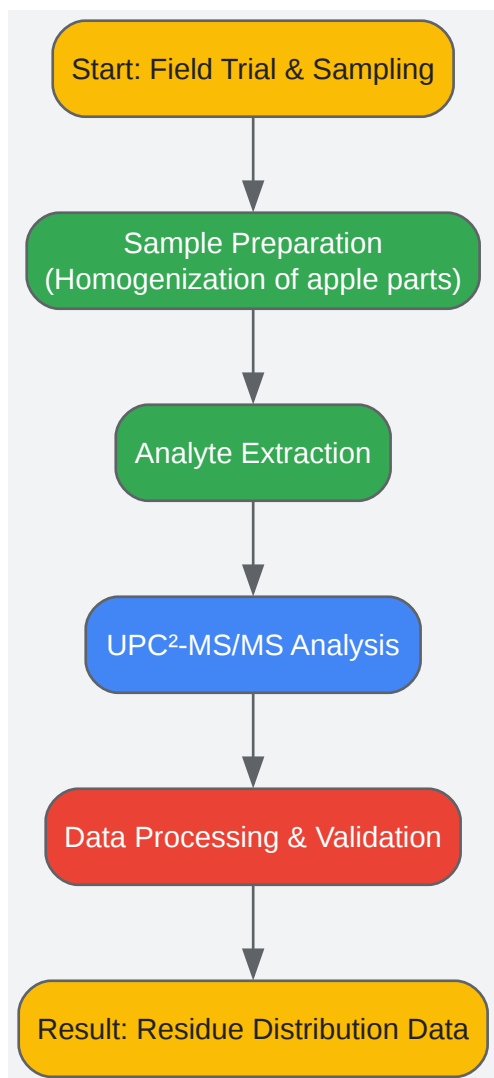 Start: Field Trial & Sampling
Sample Preparation
(Homogenization of apple parts)
Analyte Extraction
UPC²-MS/MS Analysis
Data Processing & Validation
Result: Residue Distribution Data